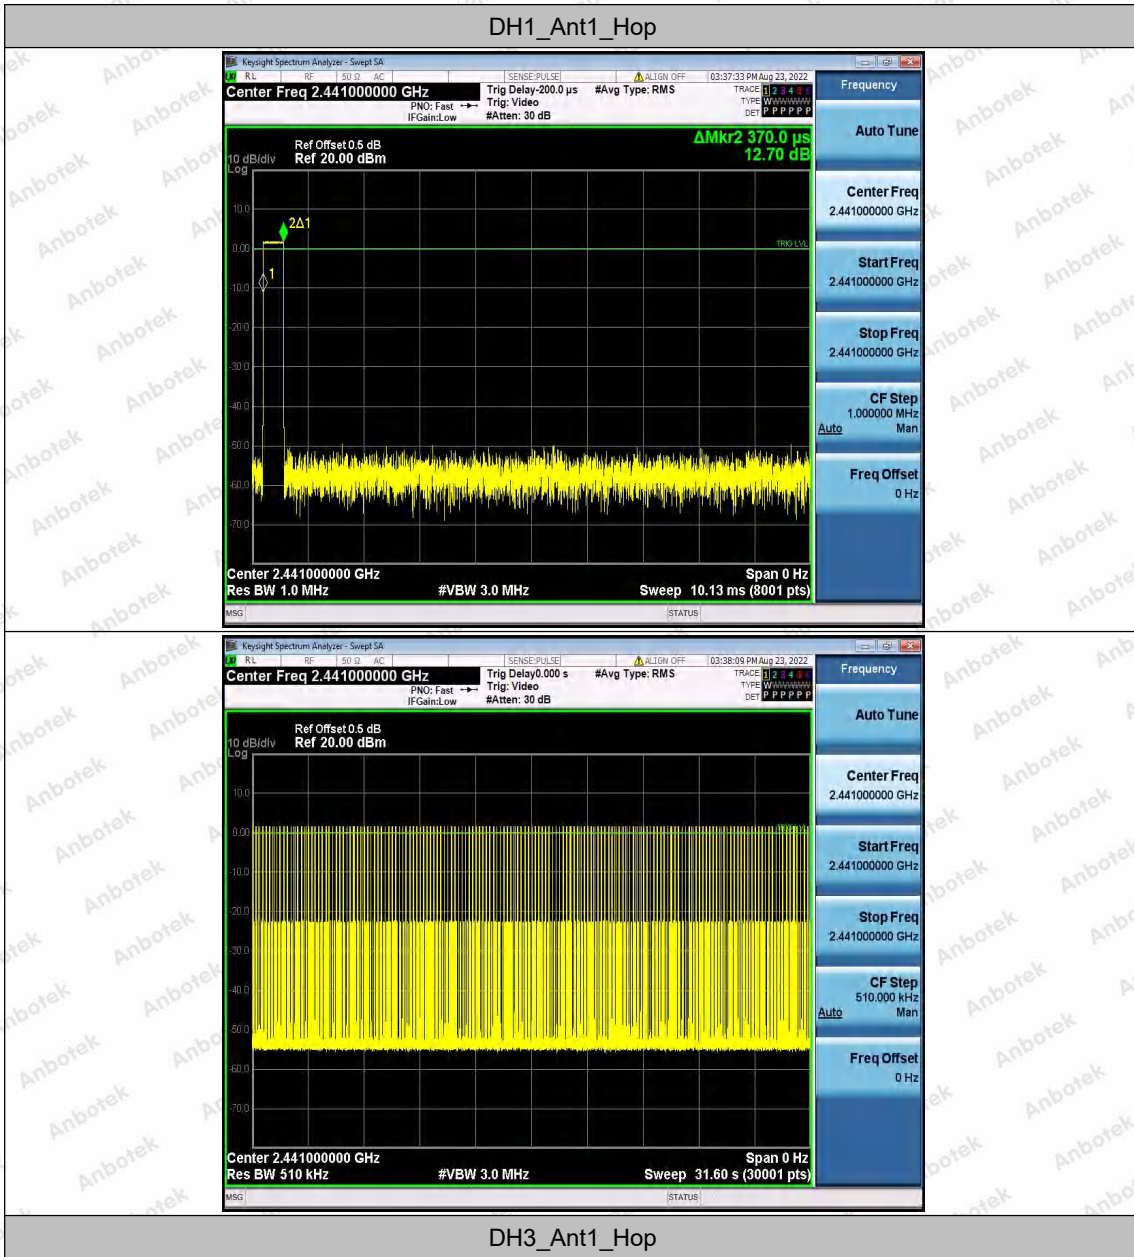 DH1_Ant1_Hop
Keysight Spectrum Analyzer - Swept SA
RL RF 50 Ω AC SENSE:PULSE ALIGN OFF 03:37:33 PM Aug 23, 2022
Center Freq 2.441000000 GHz
PNO: Fast
IFGain:Low
Trig Delay-200.0 µs
Trig: Video
#Atten: 30 dB
#Avg Type: RMS
TRACE 1 2 3 4 5 6
TYPE WWWWWW
DET P P P P P P
Frequency
Auto Tune
Center Freq
2.441000000 GHz
Start Freq
2.441000000 GHz
Stop Freq
2.441000000 GHz
CF Step
1.000000 MHz
Auto Man
Freq Offset
0 Hz
ΔMkr2 370.0 µs
12.70 dB
Ref Offset 0.5 dB
10 dB/div Ref 20.00 dBm
Log
10.0
0.00
-10.0
-20.0
-30.0
-40.0
-50.0
-60.0
-70.0
2Δ1
1
TRIG LVL
Center 2.441000000 GHz Span 0 Hz
Res BW 1.0 MHz #VBW 3.0 MHz Sweep 10.13 ms (8001 pts)
MSG STATUS
Keysight Spectrum Analyzer - Swept SA
RL RF 50 Ω AC SENSE:PULSE ALIGN OFF 03:38:09 PM Aug 23, 2022
Center Freq 2.441000000 GHz
PNO: Fast
IFGain:Low
Trig Delay0.000 s
Trig: Video
#Atten: 30 dB
#Avg Type: RMS
TRACE 1 2 3 4 5 6
TYPE WWWWWW
DET P P P P P P
Frequency
Auto Tune
Center Freq
2.441000000 GHz
Start Freq
2.441000000 GHz
Stop Freq
2.441000000 GHz
CF Step
510.000 kHz
Auto Man
Freq Offset
0 Hz
Ref Offset 0.5 dB
10 dB/div Ref 20.00 dBm
Log
10.0
0.00
-10.0
-20.0
-30.0
-40.0
-50.0
-60.0
-70.0
Center 2.441000000 GHz Span 0 Hz
Res BW 510 kHz #VBW 3.0 MHz Sweep 31.60 s (30001 pts)
MSG STATUS
DH3_Ant1_Hop
Anbotek